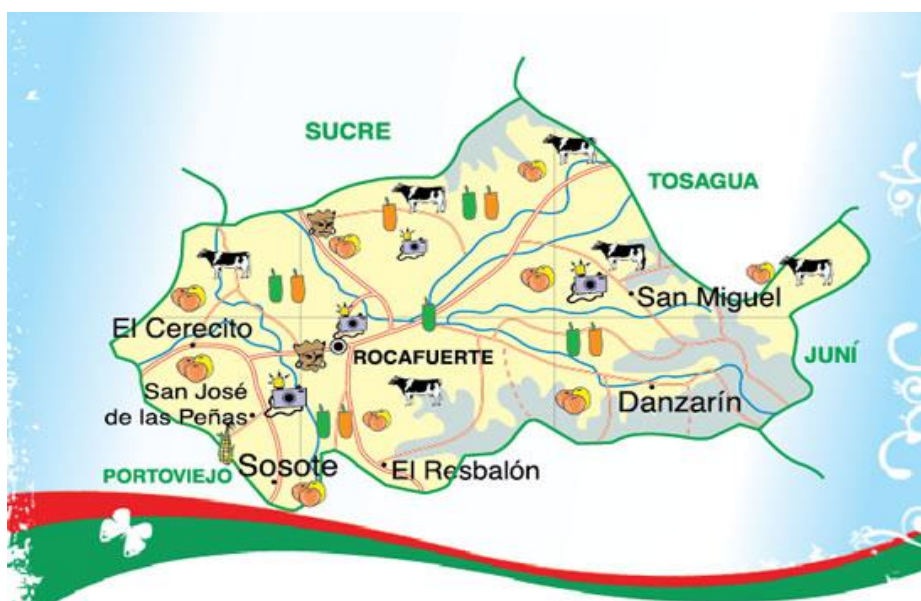 SUCRE
TOSAGUA
San Miguel
El Cerecito
ROCAFUERTE
JUNÍ
San José
de las Peñas
Danzarín
PORTOVIEJO
Sosote
El Resbalón